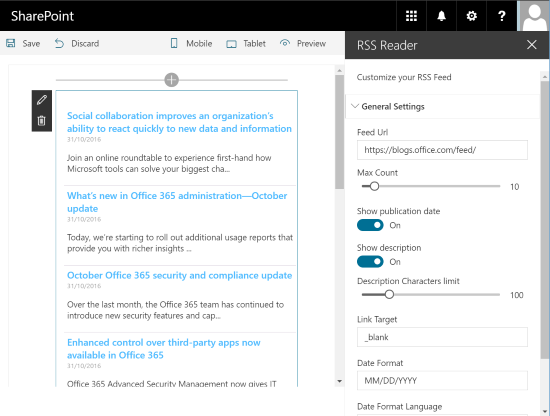 SharePoint
?
Save
Discard
Mobile
Tablet
Preview
Social collaboration improves an organization's
ability to react quickly to new data and information
31/10/2016
Join an online roundtable to experience first-hand how
Microsoft tools can solve your biggest cha...
What's new in Office 365 administration—October
update
31/10/2016
Today, we're starting to roll out additional usage reports that
provide you with richer insights ...
October Office 365 security and compliance update
31/10/2016
Over the last month, the Office 365 team has continued to
introduce new security features and cap...
Enhanced control over third-party apps now
available in Office 365
31/10/2016
Office 365 Advanced Security Management now gives IT
RSS Reader
Customize your RSS Feed
General Settings
Feed Url
https://blogs.office.com/feed/
Max Count
10
Show publication date
On
Show description
On
Description Characters limit
100
Link Target
_blank
Date Format
MM/DD/YYYY
Date Format Language